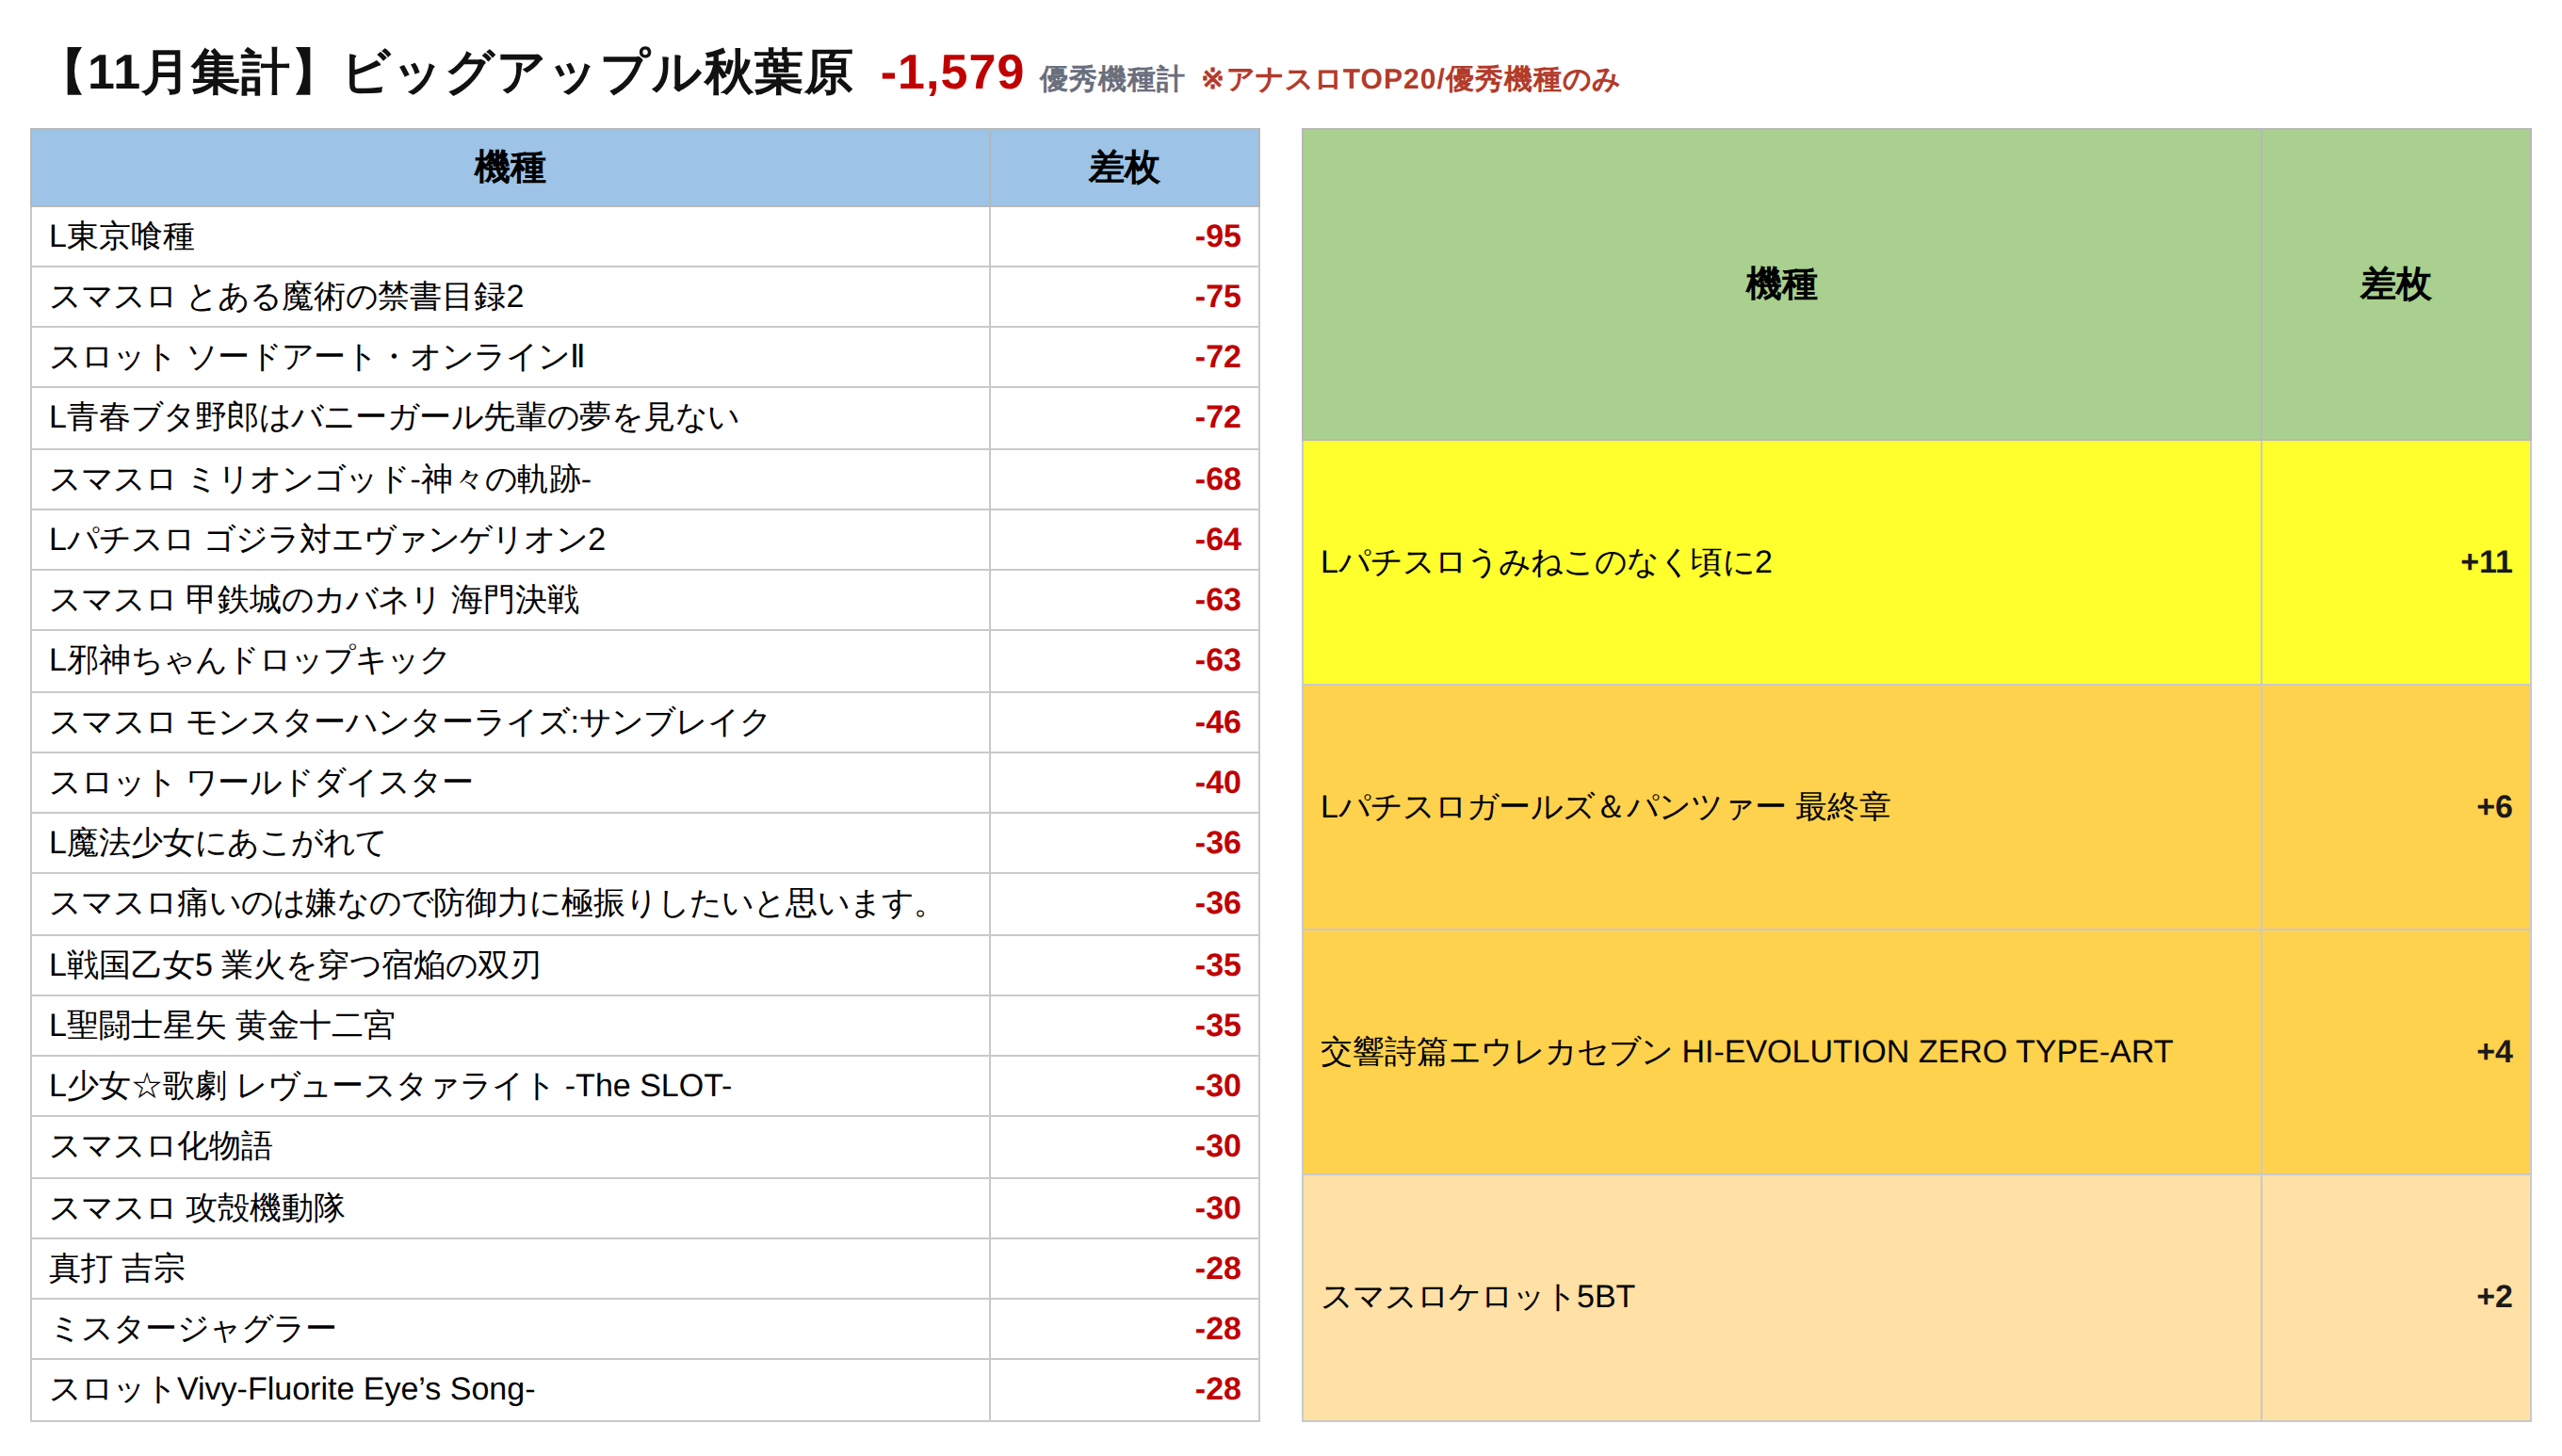 【11月集計】ビッグアップル秋葉原 -1,579 優秀機種計 ※アナスロTOP20/優秀機種のみ
機種 差枚
L東京喰種 -95
スマスロ とある魔術の禁書目録2 -75
スロット ソードアート・オンラインⅡ -72
L青春ブタ野郎はバニーガール先輩の夢を見ない -72
スマスロ ミリオンゴッド-神々の軌跡- -68
Lパチスロ ゴジラ対エヴァンゲリオン2 -64
スマスロ 甲鉄城のカバネリ 海門決戦 -63
L邪神ちゃんドロップキック -63
スマスロ モンスターハンターライズ:サンブレイク -46
スロット ワールドダイスター -40
L魔法少女にあこがれて -36
スマスロ痛いのは嫌なので防御力に極振りしたいと思います。 -36
L戦国乙女5 業火を穿つ宿焔の双刃 -35
L聖闘士星矢 黄金十二宮 -35
L少女☆歌劇 レヴュースタァライト -The SLOT- -30
スマスロ化物語 -30
スマスロ 攻殻機動隊 -30
真打 吉宗 -28
ミスタージャグラー -28
スロットVivy-Fluorite Eye’s Song- -28
機種 差枚
Lパチスロうみねこのなく頃に2 +11
Lパチスロガールズ＆パンツァー 最終章 +6
交響詩篇エウレカセブン HI-EVOLUTION ZERO TYPE-ART +4
スマスロケロット5BT +2